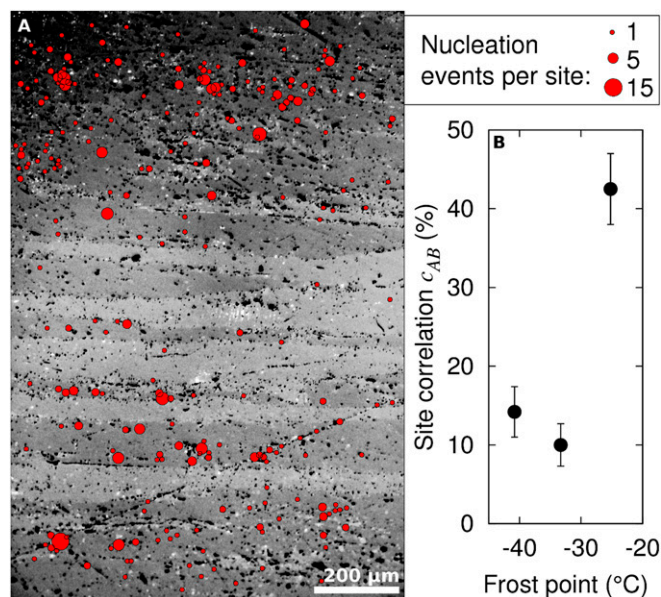 A
Nucleation
events per site:
1
5
15
200 μm
B
50
40
30
20
10
0
Site correlation c_AB (%)
-40
-30
-20
Frost point (°C)